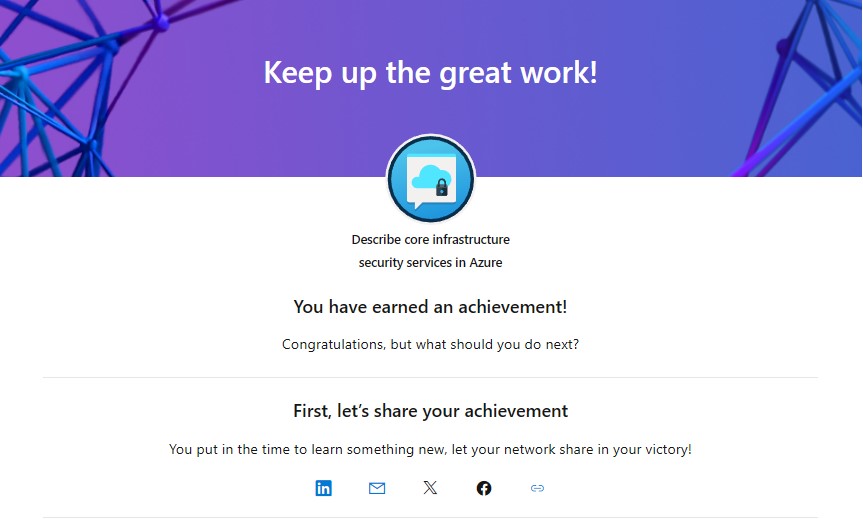 Keep up the great work!
Describe core infrastructure
security services in Azure
You have earned an achievement!
Congratulations, but what should you do next?
First, let’s share your achievement
You put in the time to learn something new, let your network share in your victory!